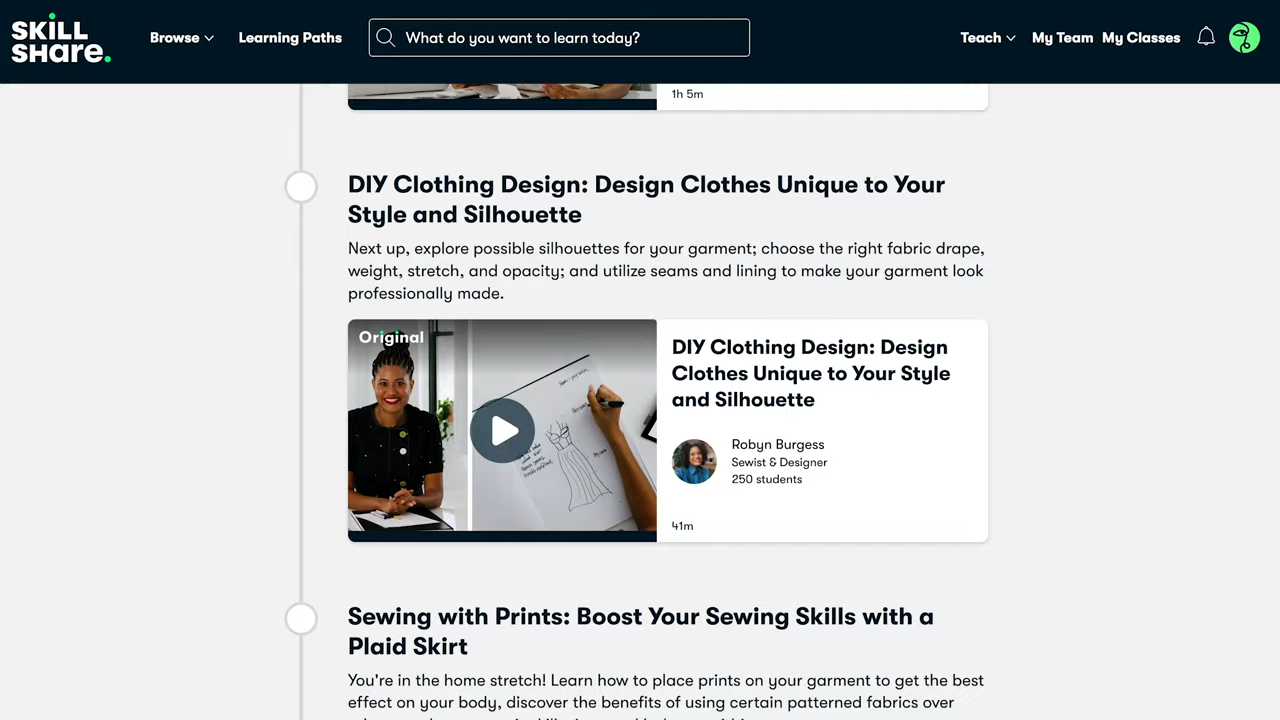 SKILL
SHARE.
Browse
Learning Paths
What do you want to learn today?
Teach
My Team
My Classes
1h 5m
DIY Clothing Design: Design Clothes Unique to Your
Style and Silhouette
Next up, explore possible silhouettes for your garment; choose the right fabric drape,
weight, stretch, and opacity; and utilize seams and lining to make your garment look
professionally made.
Original
DIY Clothing Design: Design
Clothes Unique to Your Style
and Silhouette
Robyn Burgess
Sewist & Designer
250 students
41m
Sewing with Prints: Boost Your Sewing Skills with a
Plaid Skirt
You're in the home stretch! Learn how to place prints on your garment to get the best
effect on your body, discover the benefits of using certain patterned fabrics over